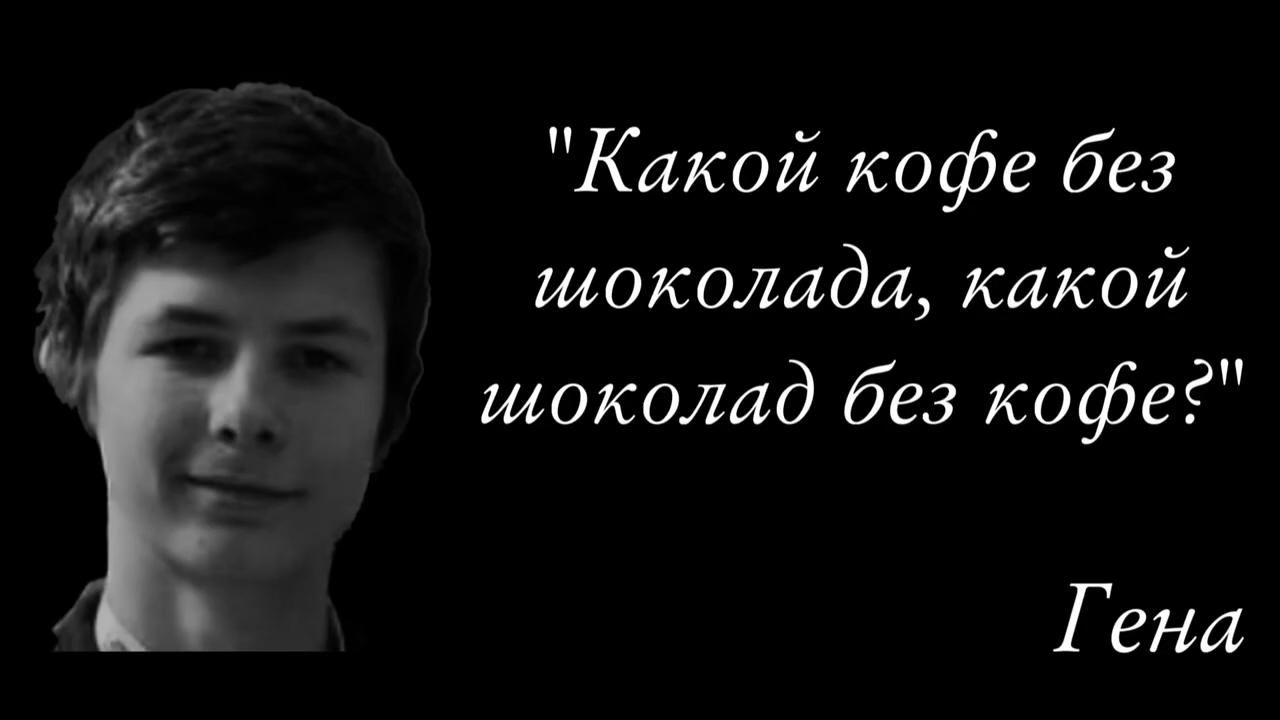 "Какой кофе без
шоколада, какой
шоколад без кофе?"
Гена